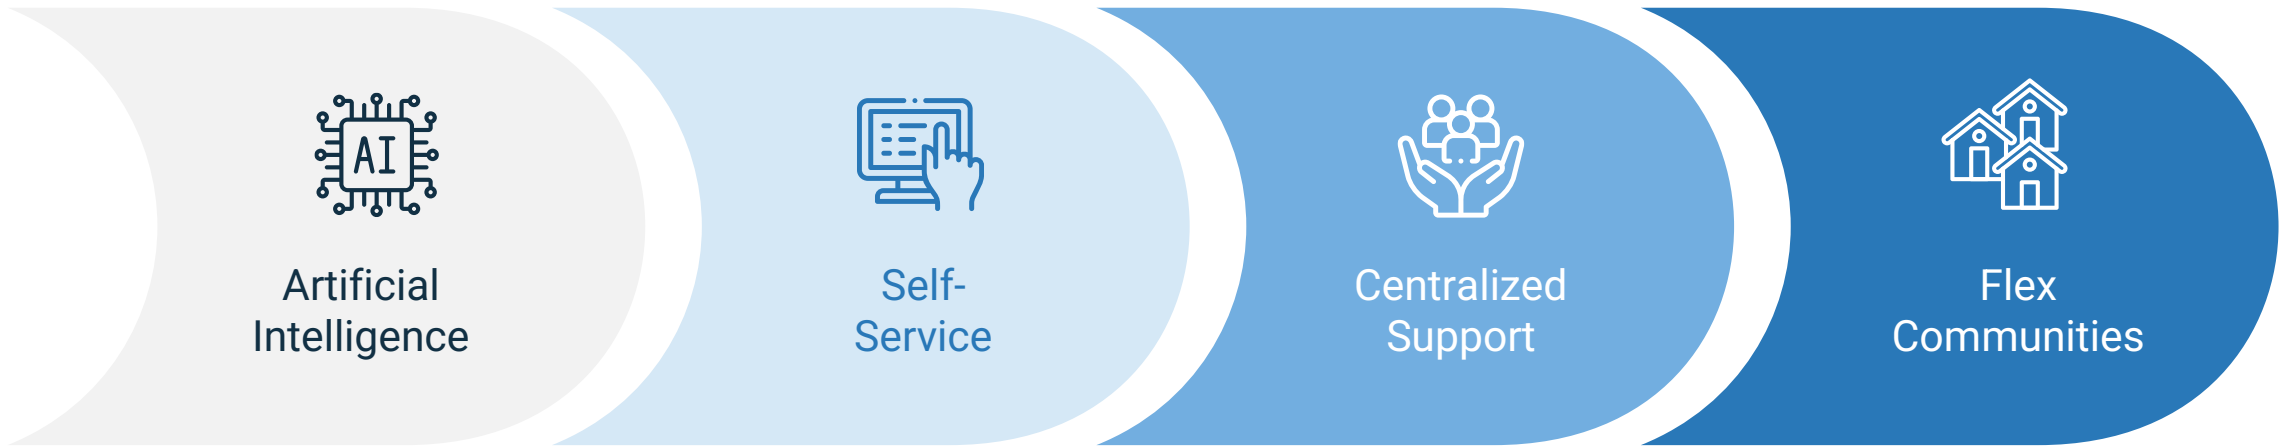 AI
Artificial
Intelligence
Self-
Service
Centralized
Support
Flex
Communities